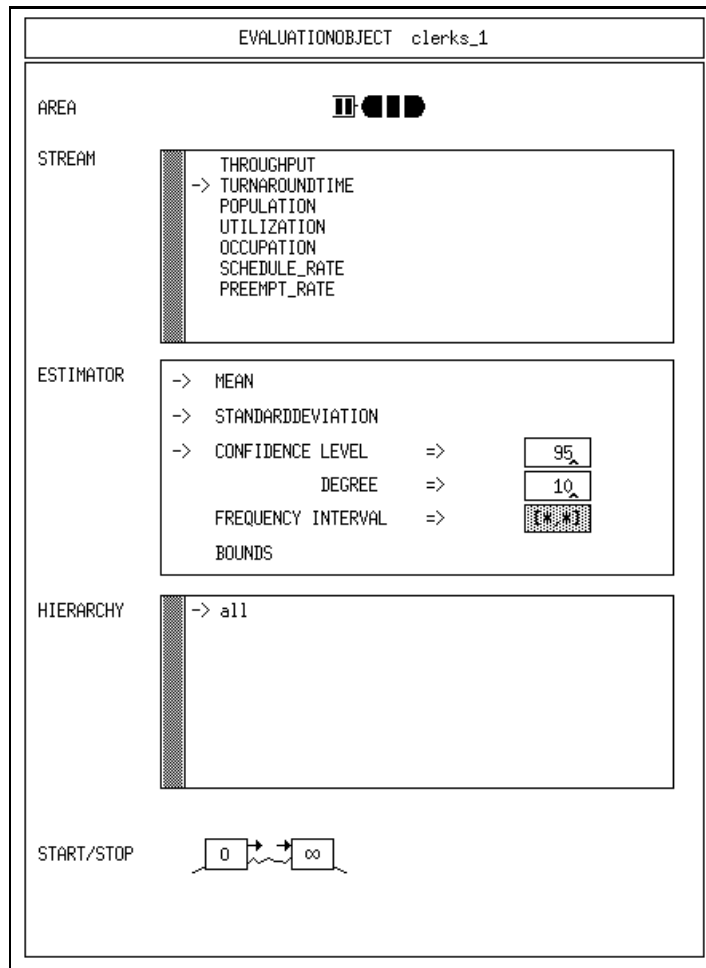 EVALUATIONOBJECT clerks_1
AREA
STREAM
THROUGHPUT
-> TURNAROUNDTIME
POPULATION
UTILIZATION
OCCUPATION
SCHEDULE_RATE
PREEMPT_RATE
ESTIMATOR
-> MEAN
-> STANDARDDEVIATION
-> CONFIDENCE LEVEL => 95
DEGREE => 10
FREQUENCY INTERVAL => [*,*]
BOUNDS
HIERARCHY
-> all
START/STOP 0 ∞